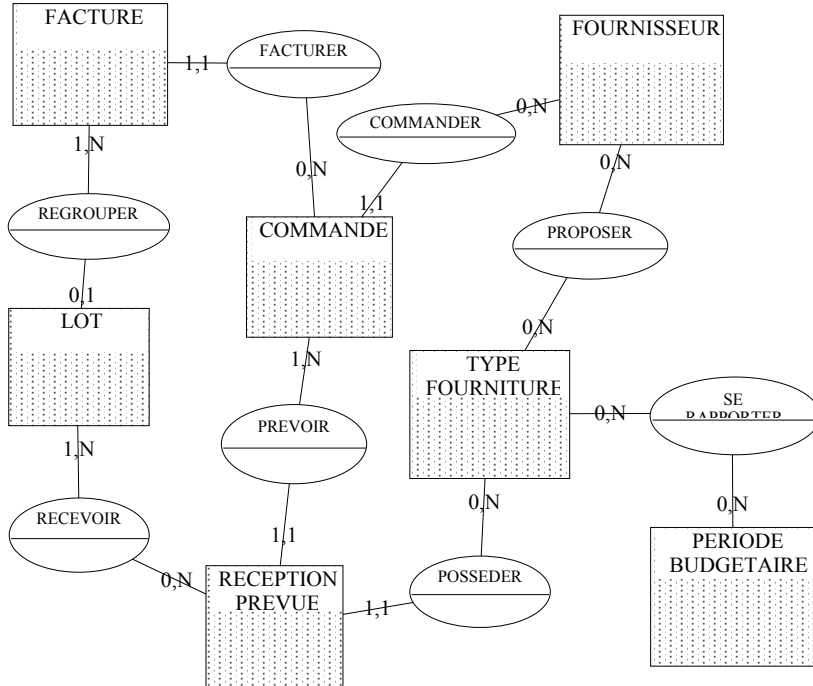 FACTURE
1,1
FACTURER
FOURNISSEUR
0,N
COMMANDER
1,N
0,N
0,N
REGROUPER
1,1
COMMANDE
PROPOSER
0,1
LOT
0,N
1,N
TYPE
FOURNITURE
0,N
SE
RAPPORTER
PREVOIR
1,N
0,N
0,N
RECEVOIR
1,1
PERIODE
BUDGETAIRE
0,N
RECEPTION
PREVUE
1,1
POSSEDER